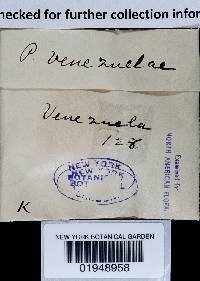 hecked for further collection infor
P. venezuelae
Venezuela
128
NEW YORK
BOTANI
Examined for
NORTH AMERICAN FLORA
K
NEW YORK BOTANICAL GARDEN
01948958